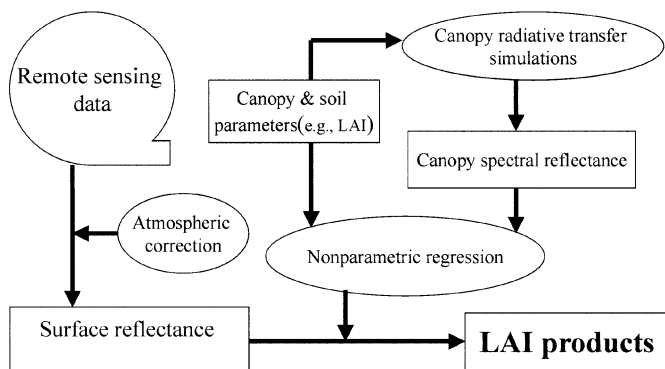 Remote sensing
data
Canopy & soil
parameters(e.g., LAI)
Canopy radiative transfer
simulations
Canopy spectral reflectance
Atmospheric
correction
Nonparametric regression
Surface reflectance
LAI products